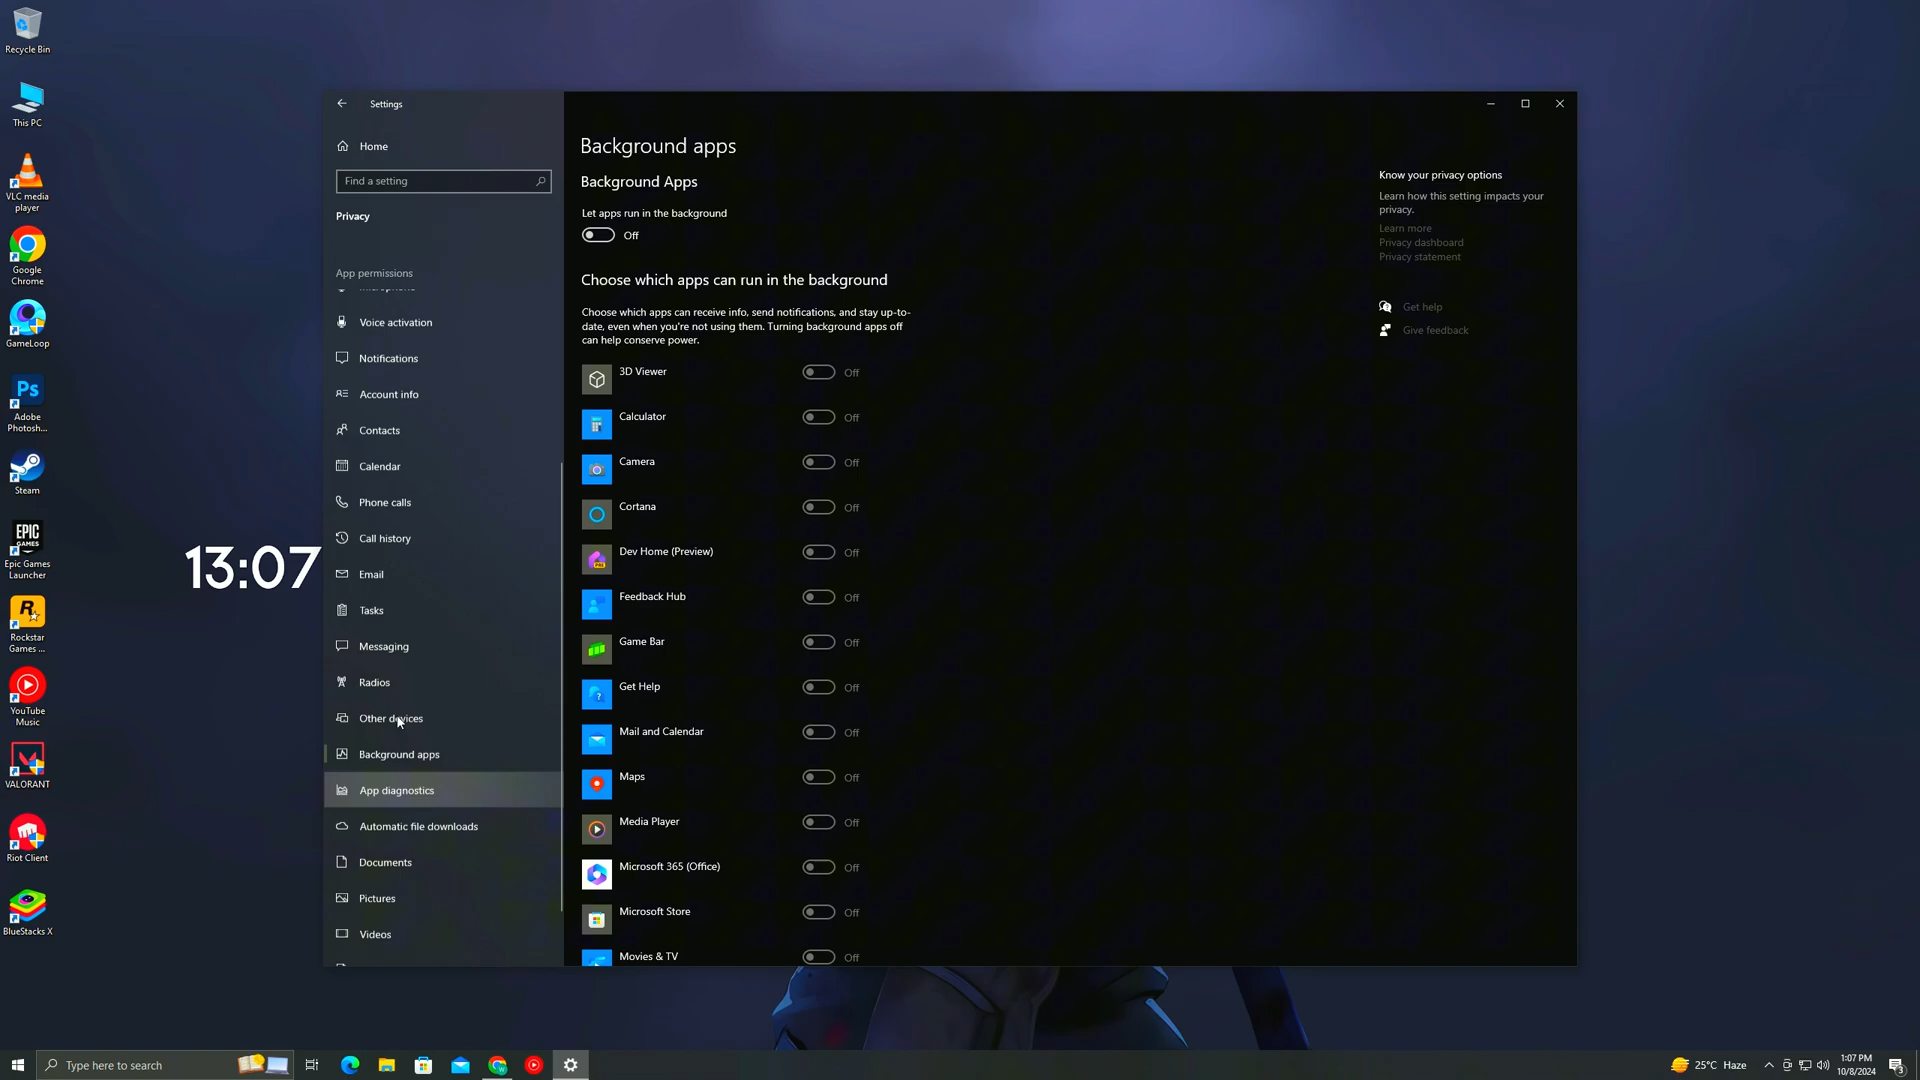 Recycle Bin
This PC
VLC media
player
Google
Chrome
GameLoop
Ps
Adobe
Photosh...
Steam
EPIC
GAMES
Epic Games
Launcher
R
Rockstar
Games ...
YouTube
Music
VALORANT
Riot Client
BlueStacks X
13:07
Settings
Home
Find a setting
Privacy
App permissions
Microphone
Voice activation
Notifications
Account info
Contacts
Calendar
Phone calls
Call history
Email
Tasks
Messaging
Radios
Other devices
Background apps
App diagnostics
Automatic file downloads
Documents
Pictures
Videos
Background apps
Background Apps
Let apps run in the background
Off
Choose which apps can run in the background
Choose which apps can receive info, send notifications, and stay up-to-
date, even when you're not using them. Turning background apps off
can help conserve power.
3D Viewer Off
Calculator Off
Camera Off
Cortana Off
Dev Home (Preview) Off
Feedback Hub Off
Game Bar Off
Get Help Off
Mail and Calendar Off
Maps Off
Media Player Off
Microsoft 365 (Office) Off
Microsoft Store Off
Movies & TV Off
Know your privacy options
Learn how this setting impacts your
privacy.
Learn more
Privacy dashboard
Privacy statement
Get help
Give feedback
Type here to search
25°C Haze
1:07 PM
10/8/2024
3